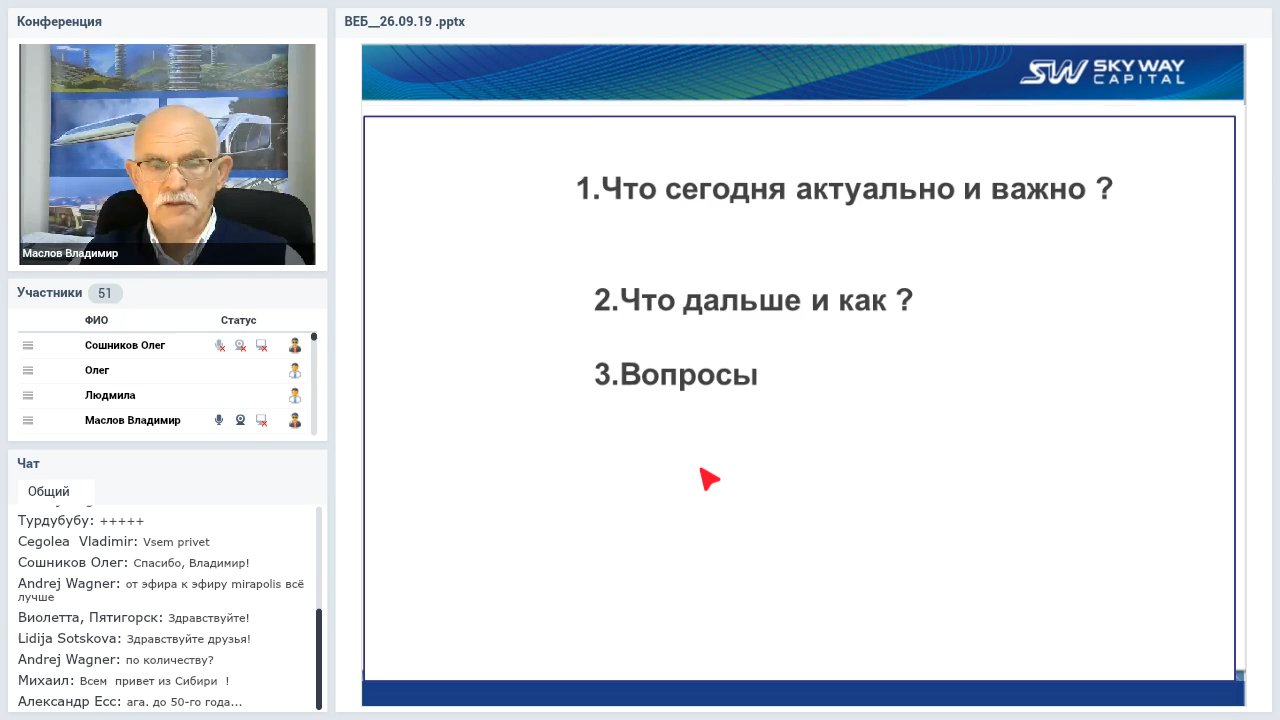 Конференция
Маслов Владимир
Участники 51
ФИО Статус
Сошников Олег
Олег
Людмила
Маслов Владимир
Чат
Общий
Турдубубу: +++++
Cegolea Vladimir: Vsem privet
Сошников Олег: Спасибо, Владимир!
Andrej Wagner: от эфира к эфиру mirapolis всё
лучше
Виолетта, Пятигорск: Здравствуйте!
Lidija Sotskova: Здравствуйте друзья!
Andrej Wagner: по количеству?
Михаил: Всем привет из Сибири !
Александр Есс: ага. до 50-го года...
ВЕБ__26.09.19 .pptx
SW SKY WAY
CAPITAL
1.Что сегодня актуально и важно ?
2.Что дальше и как ?
3.Вопросы